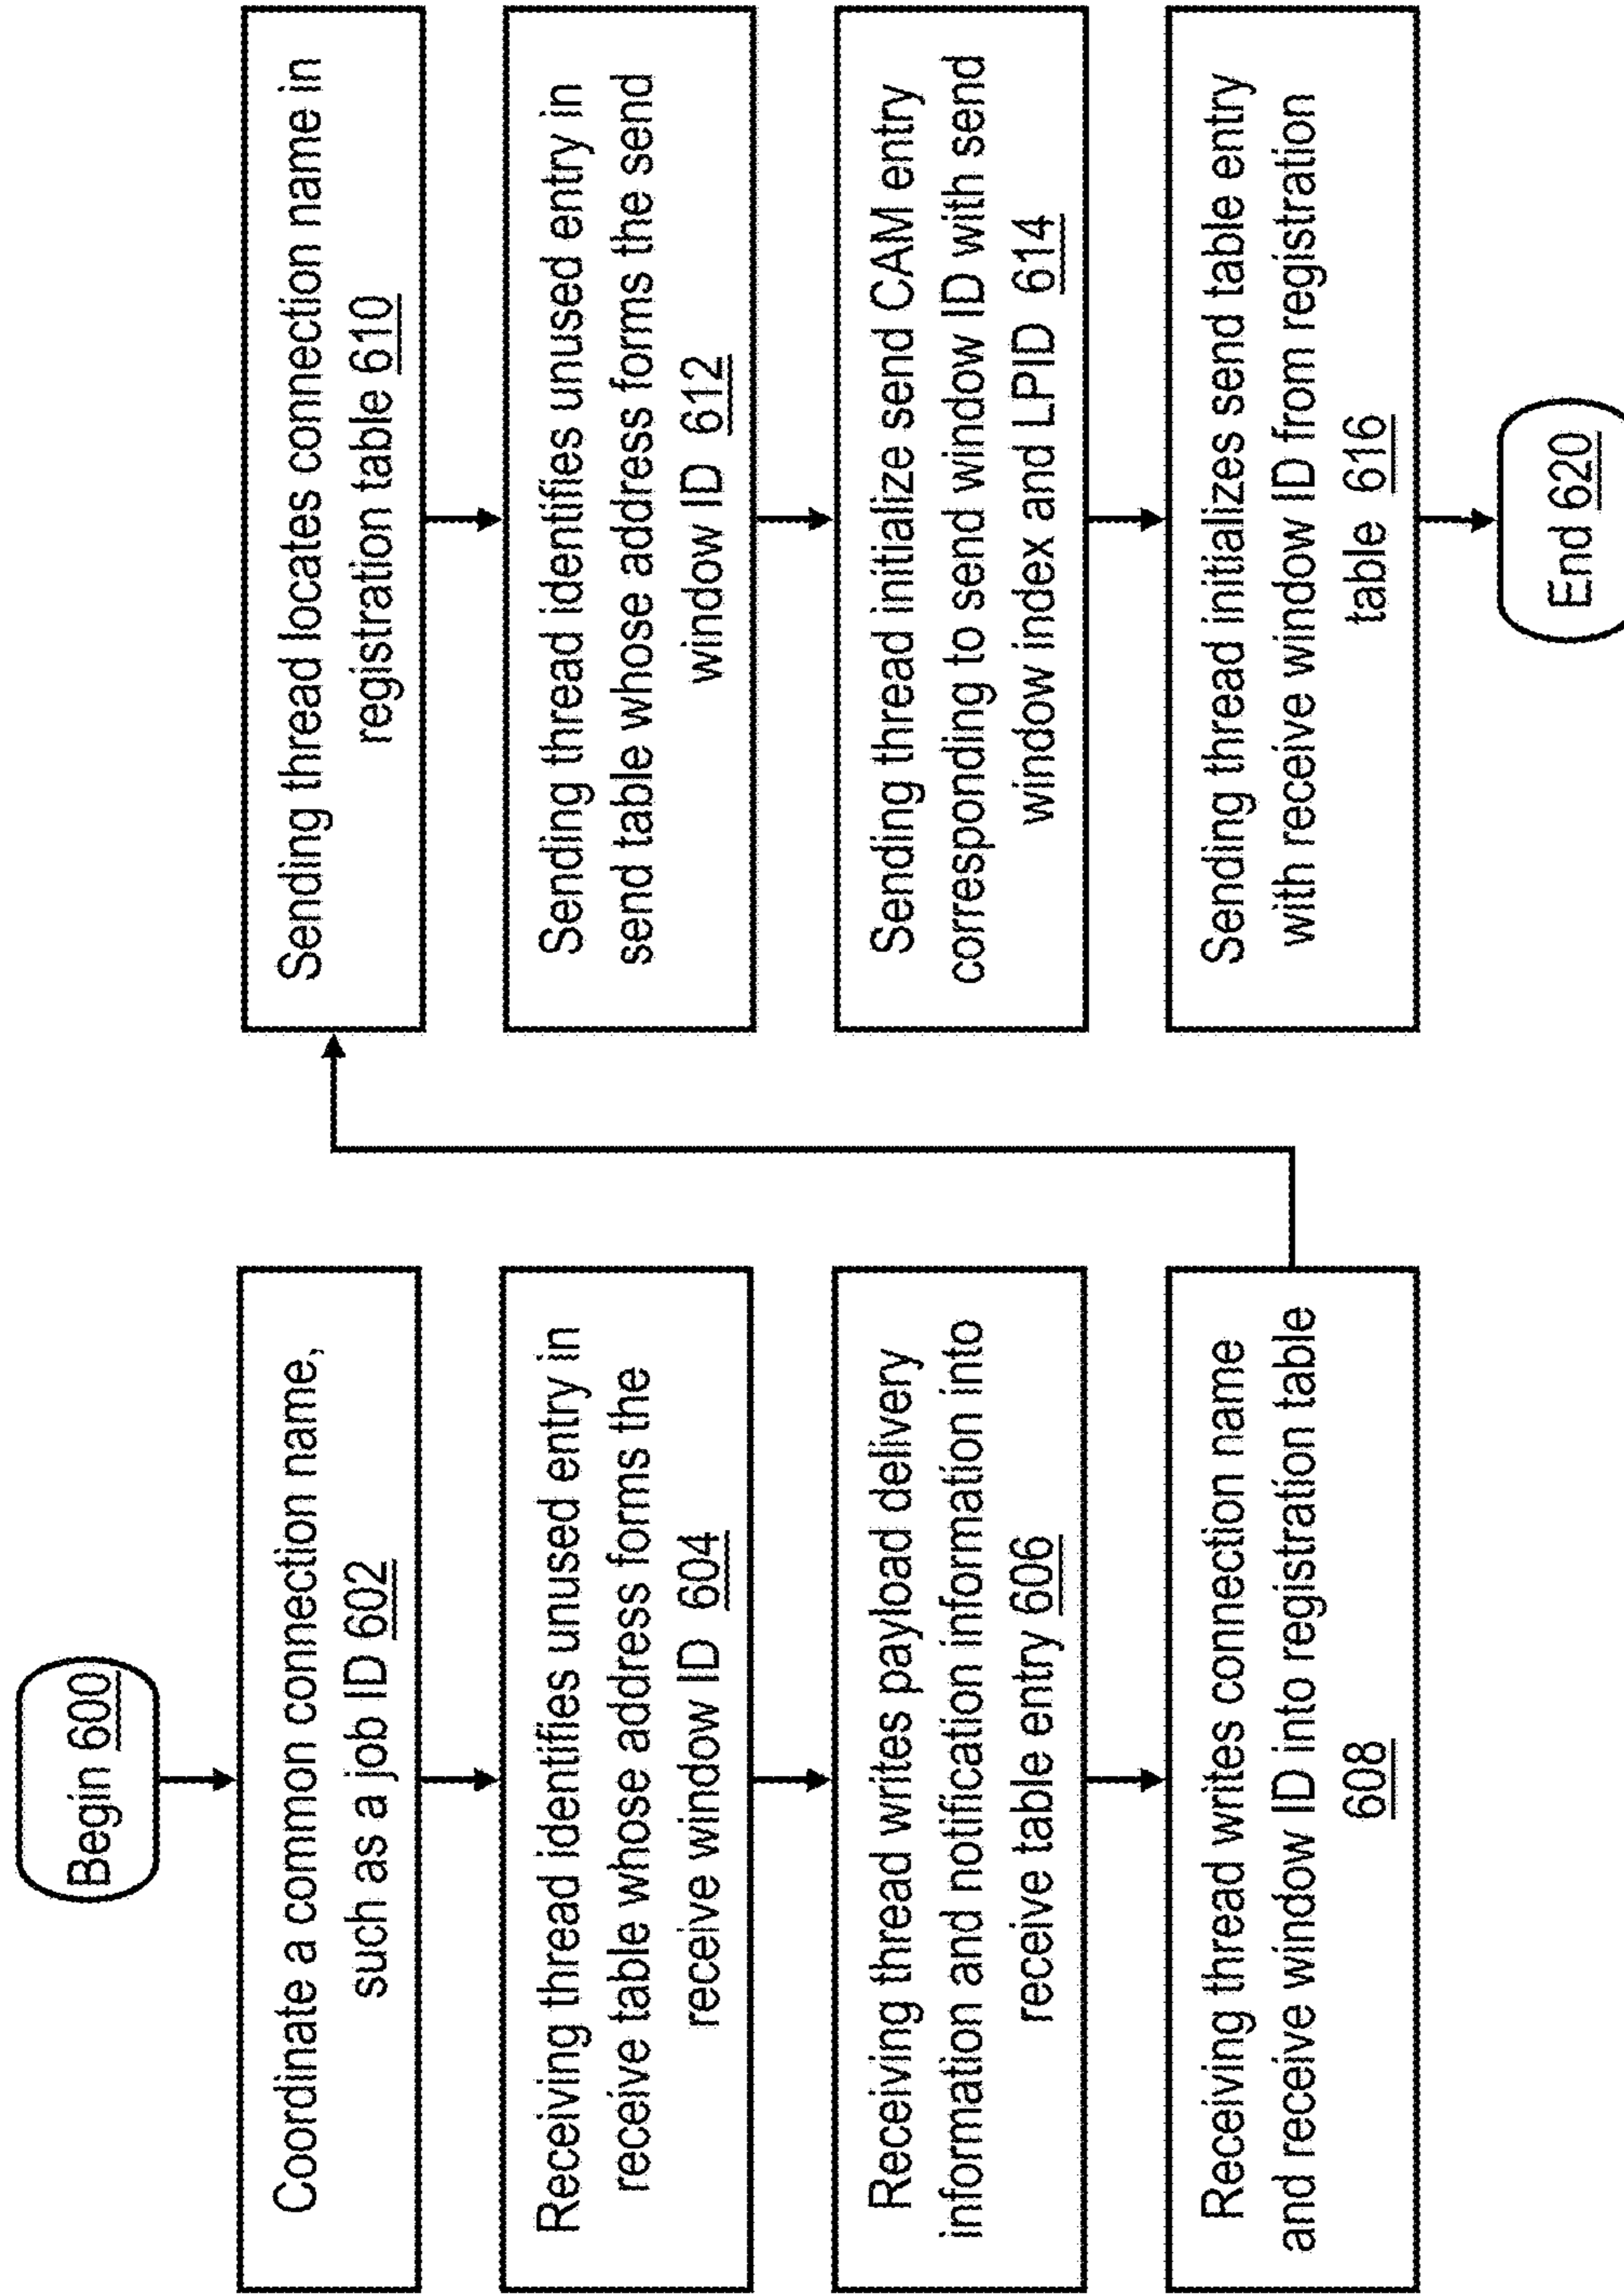 Begin 600
Coordinate a common connection name,
such as a job ID 602
Receiving thread identifies unused entry in
receive table whose address forms the
receive window ID 604
Receiving thread writes payload delivery
information and notification information into
receive table entry 606
Receiving thread writes connection name
and receive window ID into registration table
608
Sending thread locates connection name in
registration table 610
Sending thread identifies unused entry in
send table whose address forms the send
window ID 612
Sending thread initialize send CAM entry
corresponding to send window ID with send
window index and LPID 614
Sending thread initializes send table entry
with receive window ID from registration
table 616
End 620